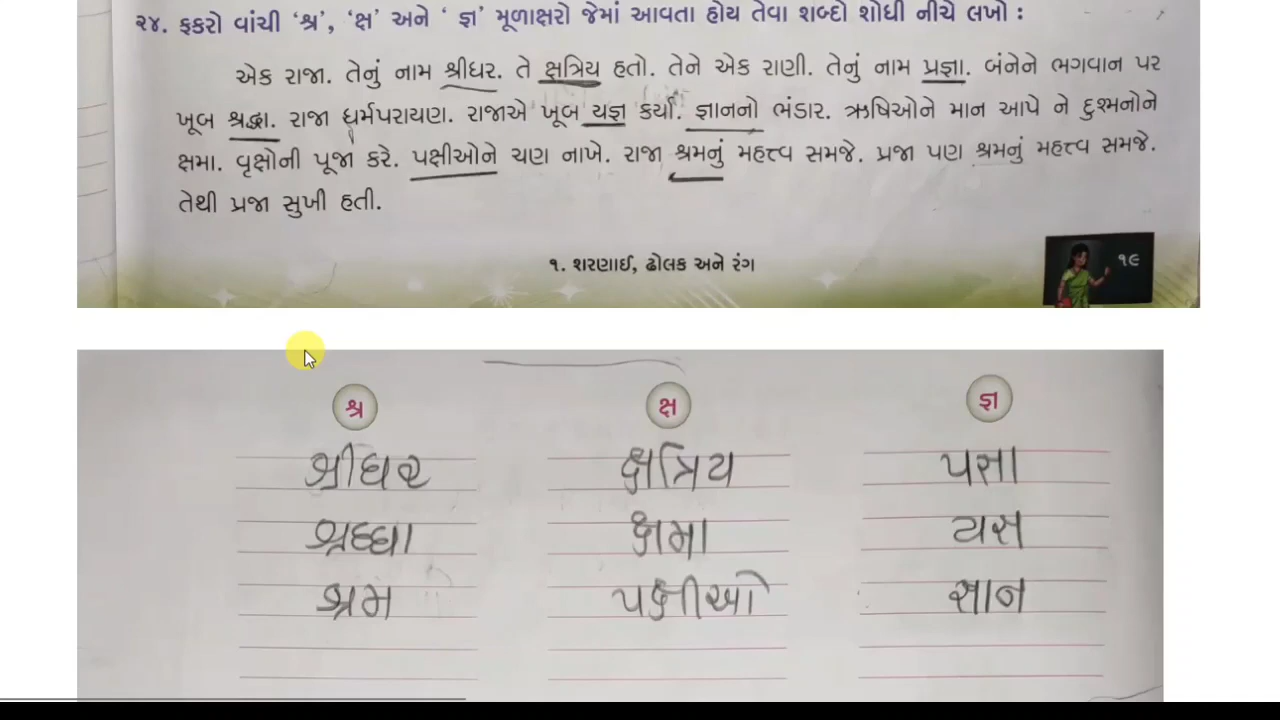 ૨૪. ફકરો વાંચી ‘શ્ર’, ‘ક્ષ’ અને ‘ જ્ઞ’ મૂળાક્ષરો જેમાં આવતા હોય તેવા શબ્દો શોધી નીચે લખો :
એક રાજા. તેનું નામ શ્રીધર. તે ક્ષત્રિય હતો. તેને એક રાણી. તેનું નામ પ્રજ્ઞા. બંનેને ભગવાન પર
ખૂબ શ્રદ્ધા. રાજા ધર્મપરાયણ. રાજાએ ખૂબ યજ્ઞ કર્યા. જ્ઞાનનો ભંડાર. ઋષિઓને માન આપે ને દુશ્મનોને
ક્ષમા. વૃક્ષોની પૂજા કરે. પક્ષીઓને ચણ નાખે. રાજા શ્રમનું મહત્ત્વ સમજે. પ્રજા પણ શ્રમનું મહત્ત્વ સમજે.
તેથી પ્રજા સુખી હતી.
૧. શરણાઈ, ઢોલક અને રંગ ૧૯
શ્ર ક્ષ જ્ઞ
શ્રીધર ક્ષત્રિય પજ્ઞા
શ્રધ્ધા ક્ષમા યજ્ઞ
શ્રમ પક્ષીઓ જ્ઞાન